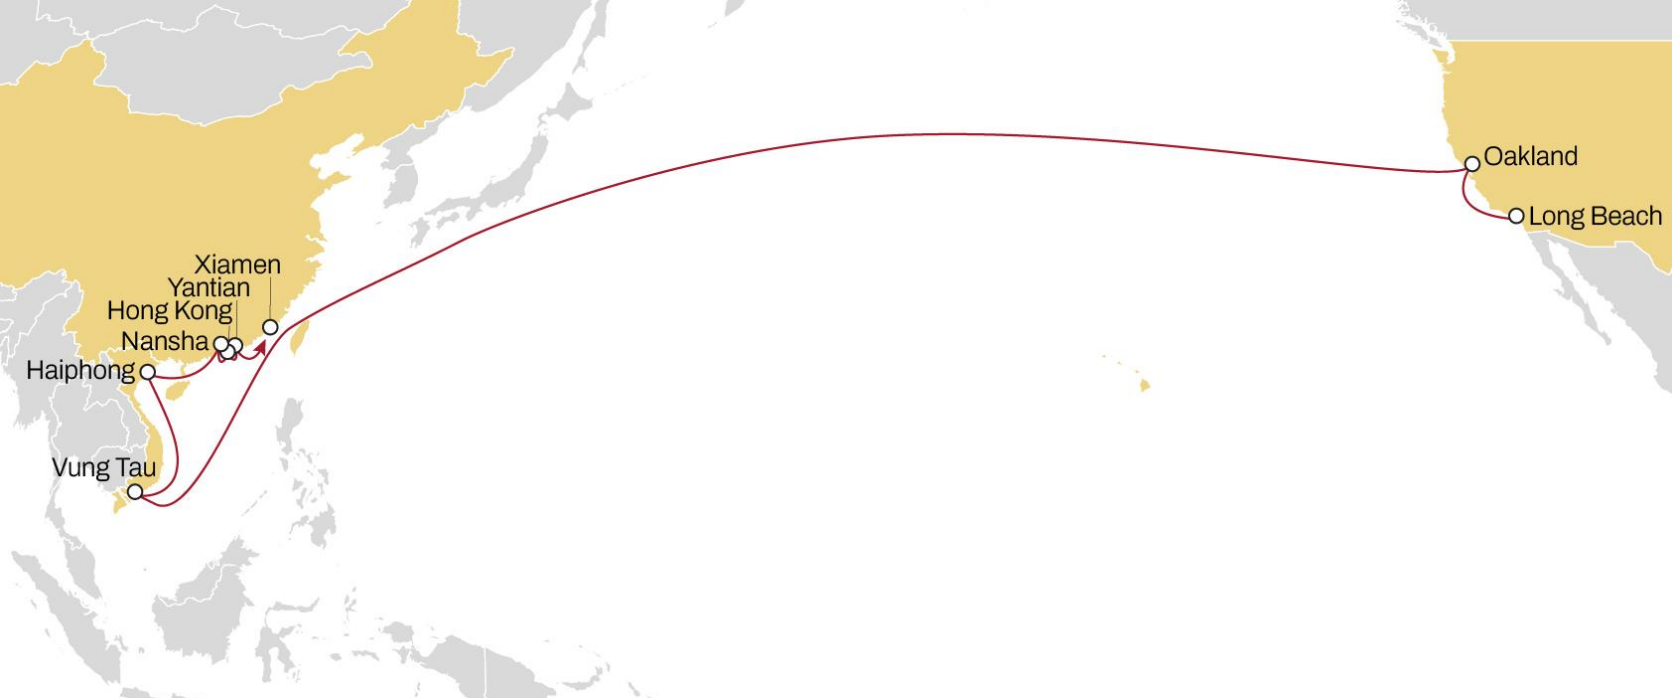 Oakland
Long Beach
Xiamen
Yantian
Hong Kong
Nansha
Haiphong
Vung Tau